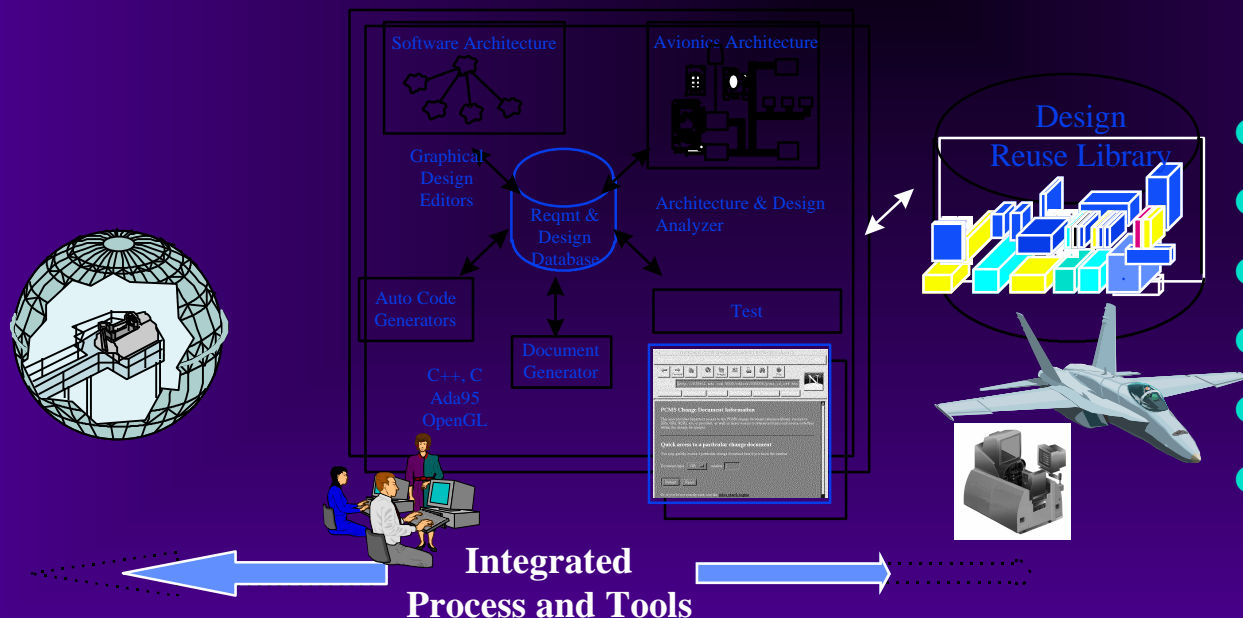 Software Architecture
Avionics Architecture
Design
Reuse Library
Graphical
Design
Editors
Reqmt &
Design
Database
Architecture & Design
Analyzer
Auto Code
Generators
Test
Document
Generator
C++, C
Ada95
OpenGL
N
PCMS Change Document Information
Quick access to a particular change document
Integrated
Process and Tools